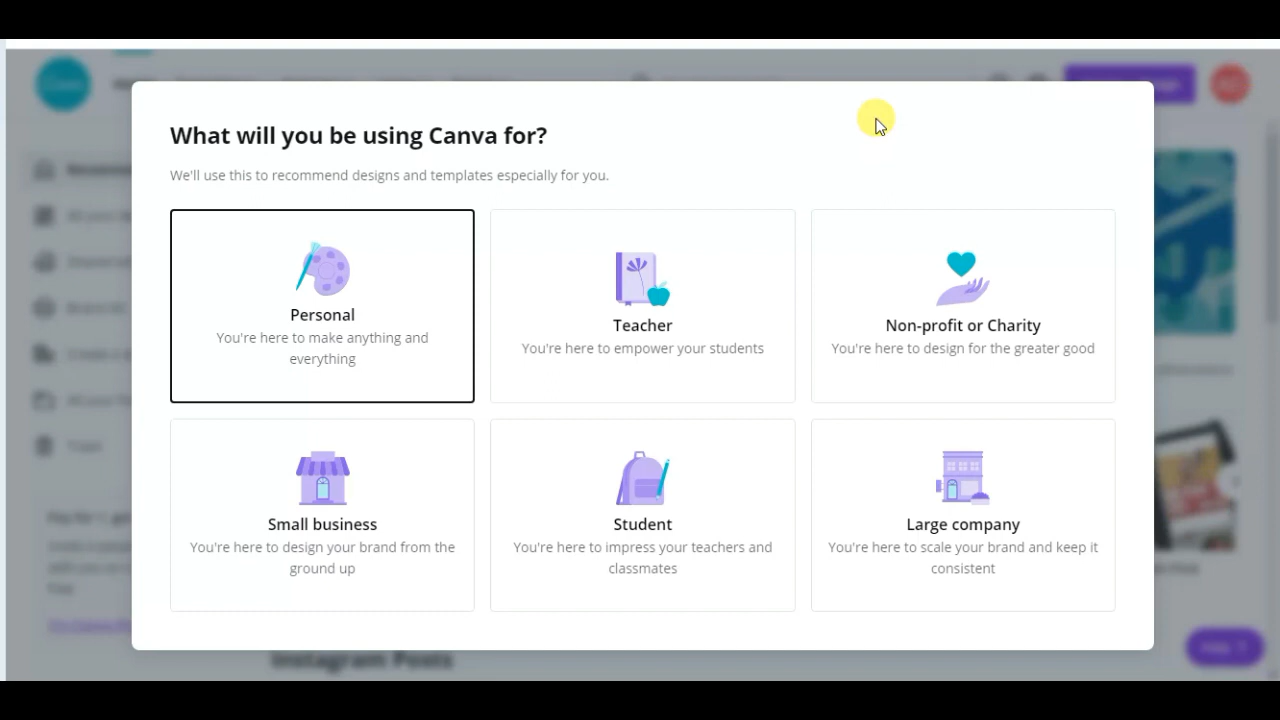 What will you be using Canva for?
We'll use this to recommend designs and templates especially for you.
Personal
You're here to make anything and
everything
Teacher
You're here to empower your students
Non-profit or Charity
You're here to design for the greater good
Small business
You're here to design your brand from the
ground up
Student
You're here to impress your teachers and
classmates
Large company
You're here to scale your brand and keep it
consistent
Instagram Posts